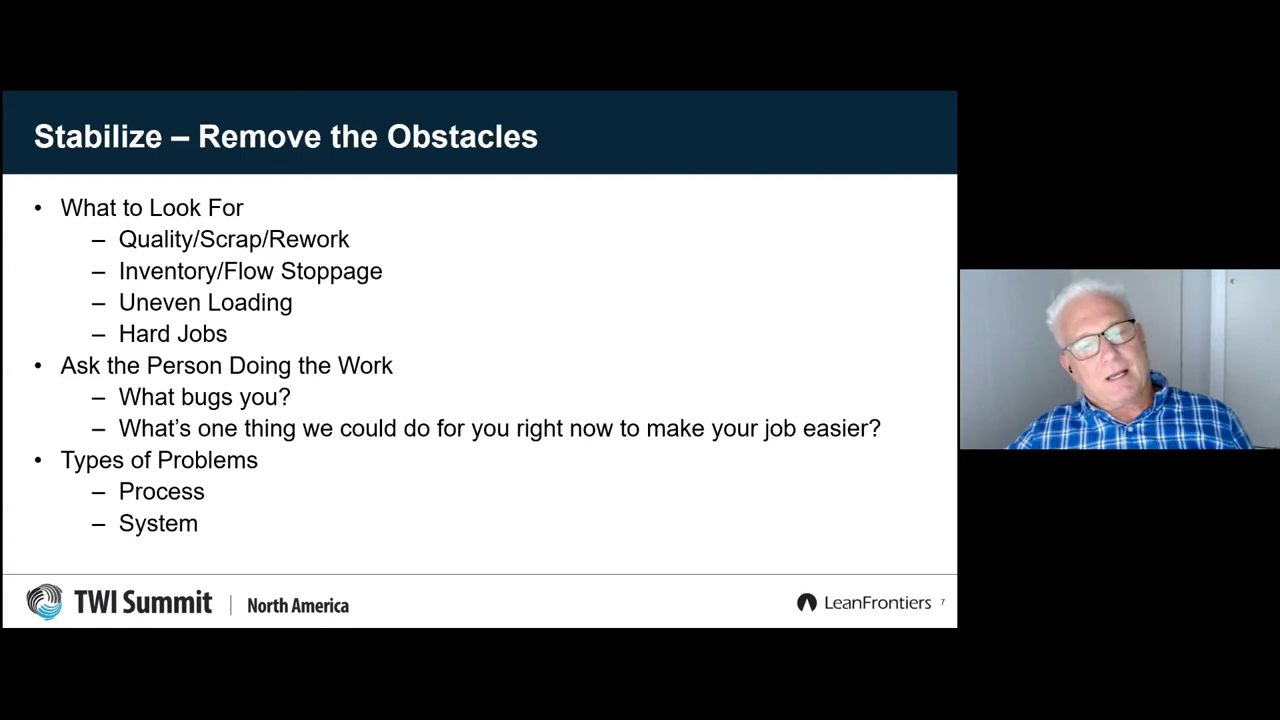 Stabilize – Remove the Obstacles
• What to Look For
– Quality/Scrap/Rework
– Inventory/Flow Stoppage
– Uneven Loading
– Hard Jobs
• Ask the Person Doing the Work
– What bugs you?
– What’s one thing we could do for you right now to make your job easier?
• Types of Problems
– Process
– System
TWI Summit | North America
LeanFrontiers 7